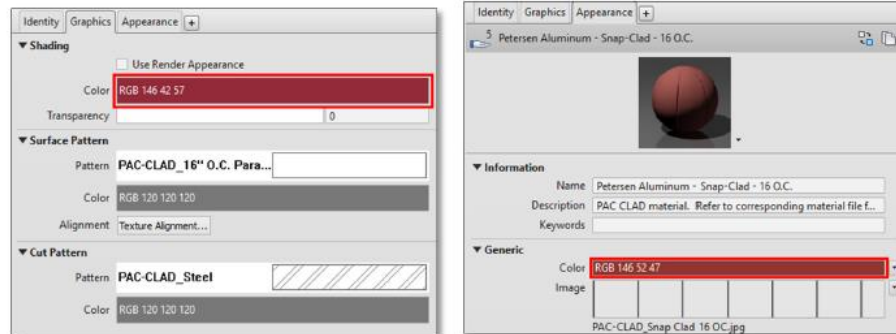 Identity Graphics Appearance +
Shading
Use Render Appearance
Color RGB 146 42 57
Transparency 0
Surface Pattern
Pattern PAC-CLAD_16" O.C. Para...
Color RGB 120 120 120
Alignment Texture Alignment...
Cut Pattern
Pattern PAC-CLAD_Steel
Color RGB 120 120 120
Identity Graphics Appearance +
5 Petersen Aluminum - Snap-Clad - 16 O.C.
Information
Name Petersen Aluminum - Snap-Clad - 16 O.C.
Description PAC CLAD material. Refer to corresponding material file f...
Keywords
Generic
Color RGB 146 52 47
Image
PAC-CLAD_Snap Clad 16 OC.jpg